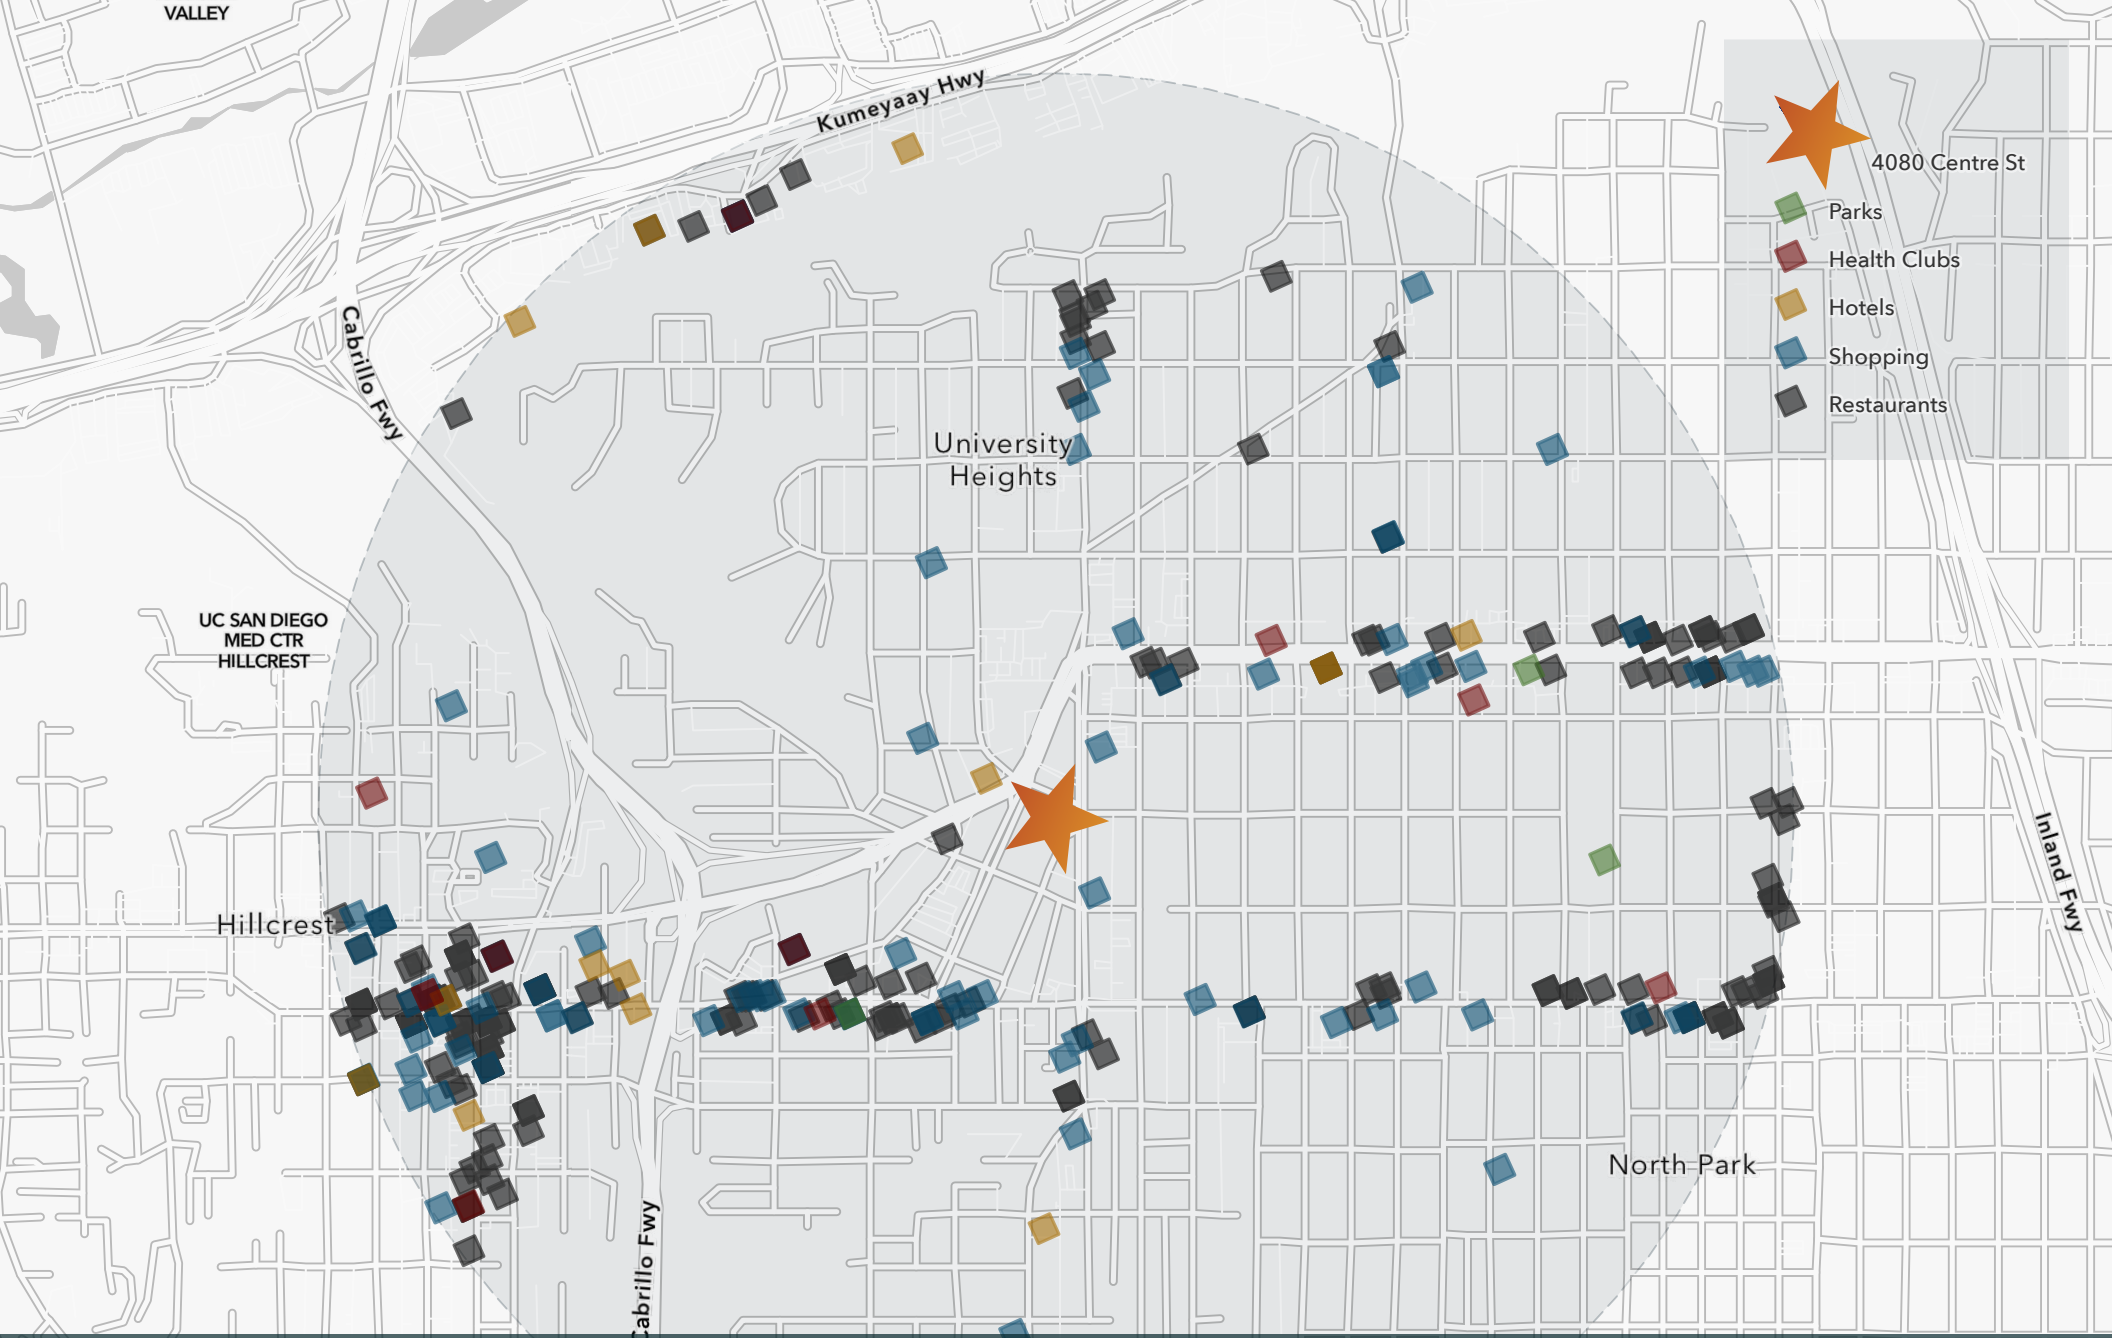 VALLEY
Kumeyaay Hwy
4080 Centre St
Parks
Health Clubs
Hotels
Shopping
Restaurants
Cabrillo Fwy
University
Heights
UC SAN DIEGO
MED CTR
HILLCREST
Inland Fwy
Hillcrest
North Park
Cabrillo Fwy